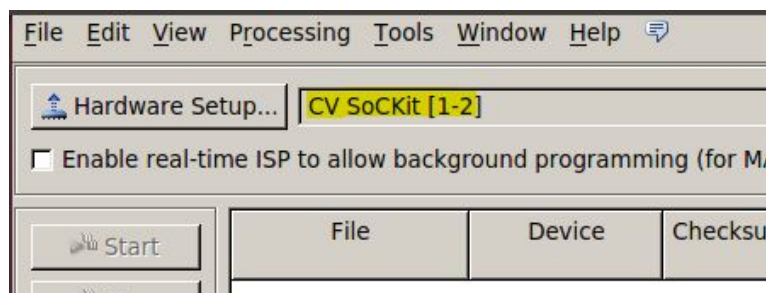 File Edit View Processing Tools Window Help
Hardware Setup... CV SoCKit [1-2]
Enable real-time ISP to allow background programming (for M
File Device Checksu
Start